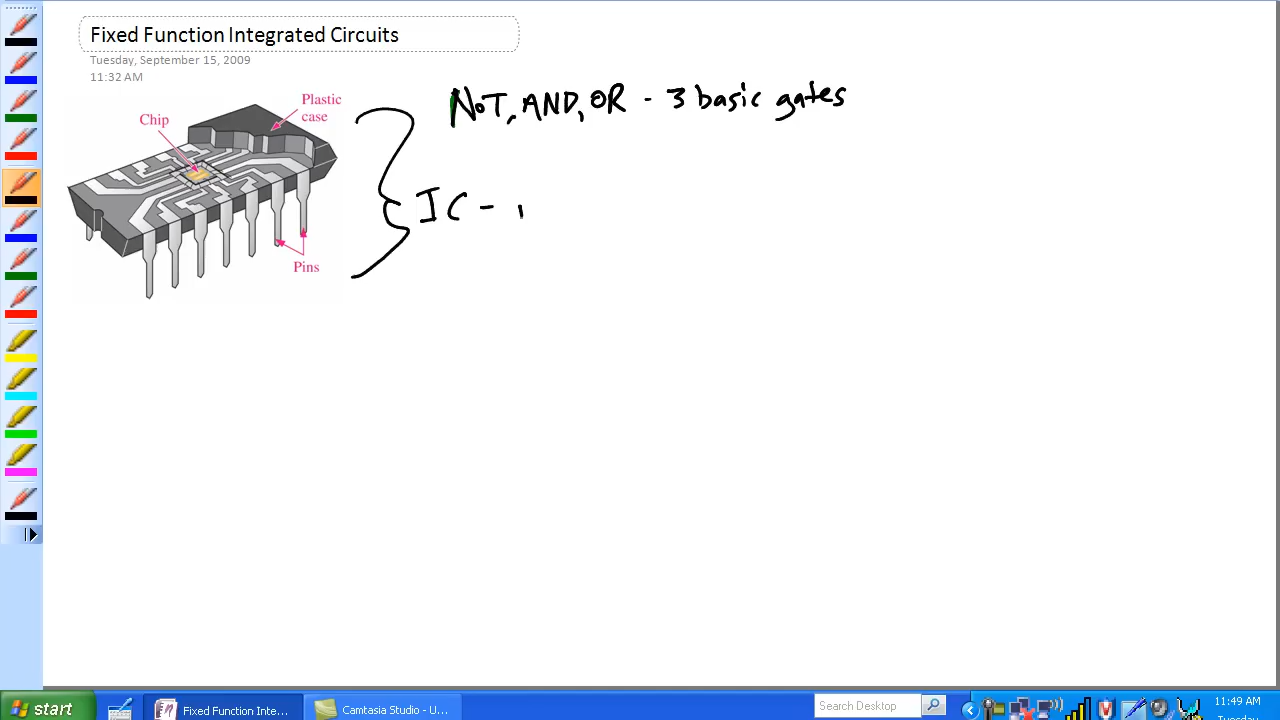 Fixed Function Integrated Circuits
Tuesday, September 15, 2009
11:32 AM
NOT, AND, OR - 3 basic gates
Plastic
case
Chip
IC -
Pins
start
Fixed Function Inte...
Camtasia Studio - U...
Search Desktop
11:49 AM
Tuesday